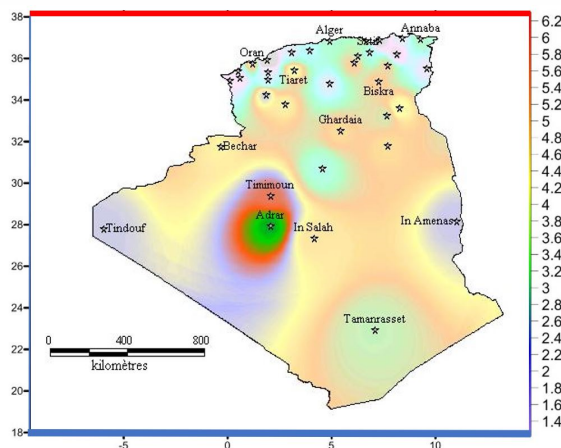 38
36
34
32
30
28
26
24
22
20
18
-5
0
5
10
Alger
Annaba
Oran
Tiaret
Biskra
Ghardaia
Bechar
Timimoun
Adrar
In Salah
In Amenas
Tindouf
Tamanrasset
0 400 800
kilomètres
6.2
6
5.8
5.6
5.4
5.2
5
4.8
4.6
4.4
4.2
4
3.8
3.6
3.4
3.2
3
2.8
2.6
2.4
2.2
2
1.8
1.6
1.4